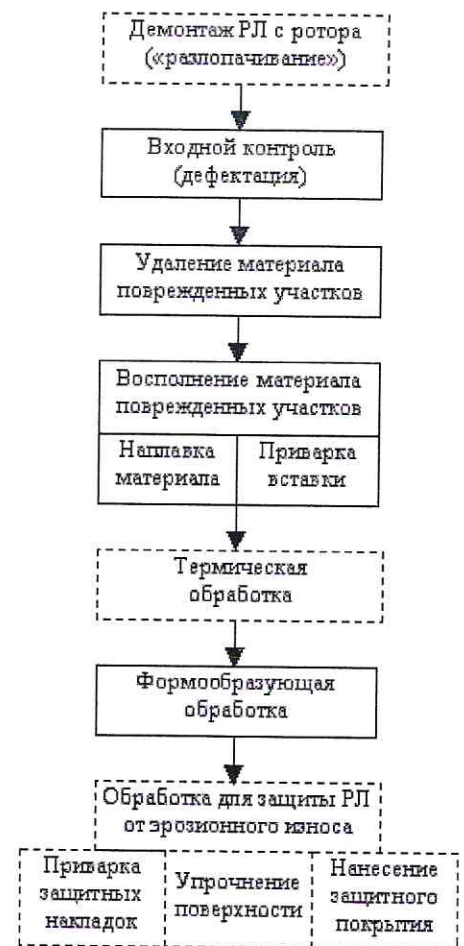 Демонтаж РЛ с ротора
(«разлопачивание»)
Входной контроль
(дефектация)
Удаление материала
поврежденных участков
Восполнение материала
поврежденных участков
Наплавка
материала
Приварка
вставки
Термическая
обработка
Формообразующая
обработка
Обработка для защиты РЛ
от эрозионного износа
Приварка
защитных
накладок
Упрочнение
поверхности
Нанесение
защитного
покрытия